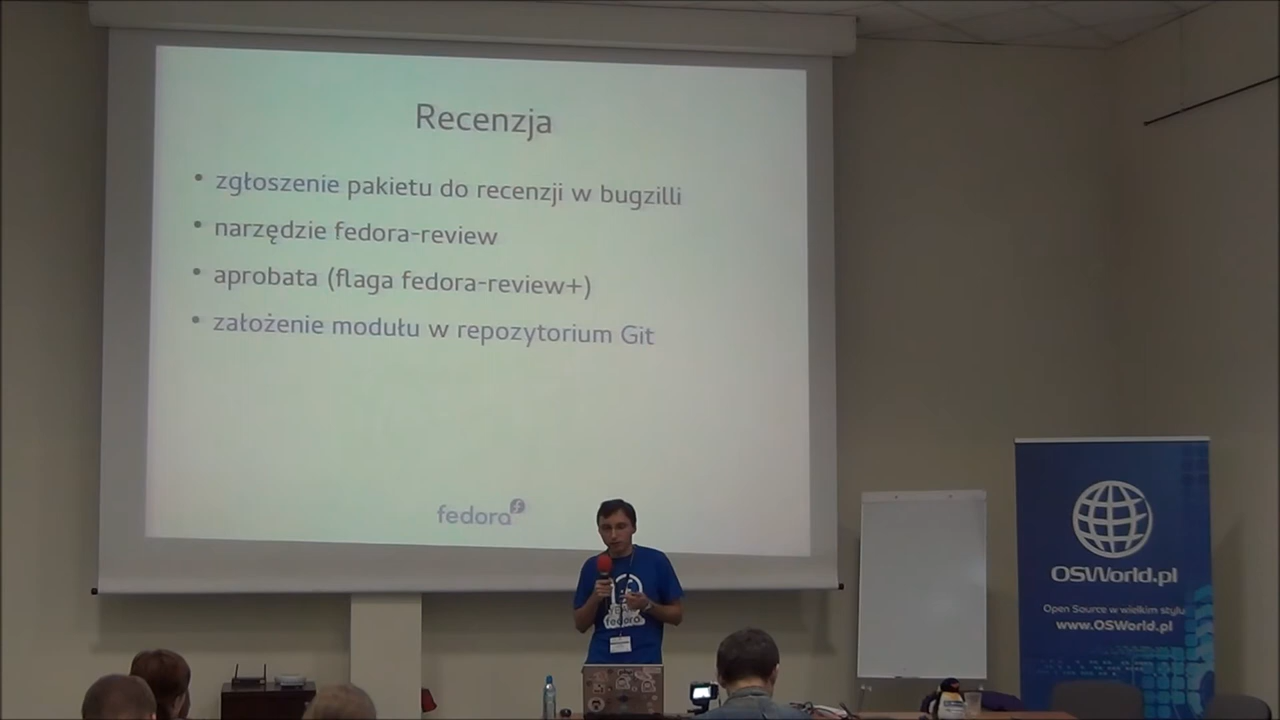 Recenzja
• zgłoszenie pakietu do recenzji w bugzilli
• narzędzie fedora-review
• aprobata (flaga fedora-review+)
• założenie modułu w repozytorium Git
fedora
fedora
OSWorld.pl
Open Source w wielkim stylu
www.OSWorld.pl